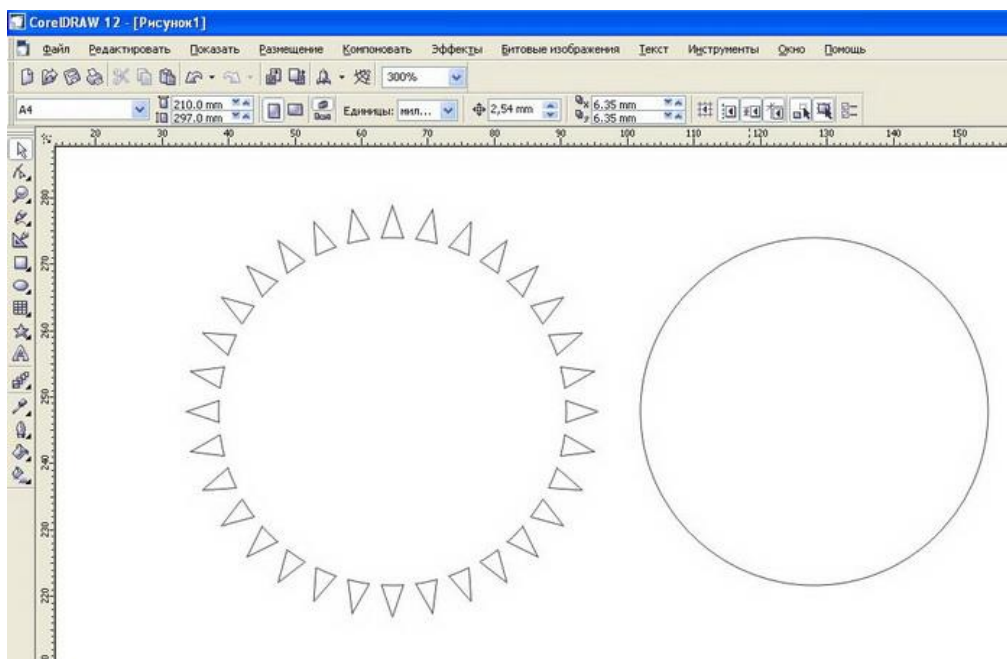 CorelDRAW 12 - [Рисунок1]
Файл Редактировать Показать Размещение Компоновать Эффекты Битовые изображения Текст Инструменты Окно Помощь
300%
A4 210.0 mm 297.0 mm Единицы: мил... 2,54 mm x 6.35 mm y 6.35 mm
20 30 40 50 60 70 80 90 100 110 120 130 140 150
280
270
260
250
240
230
220